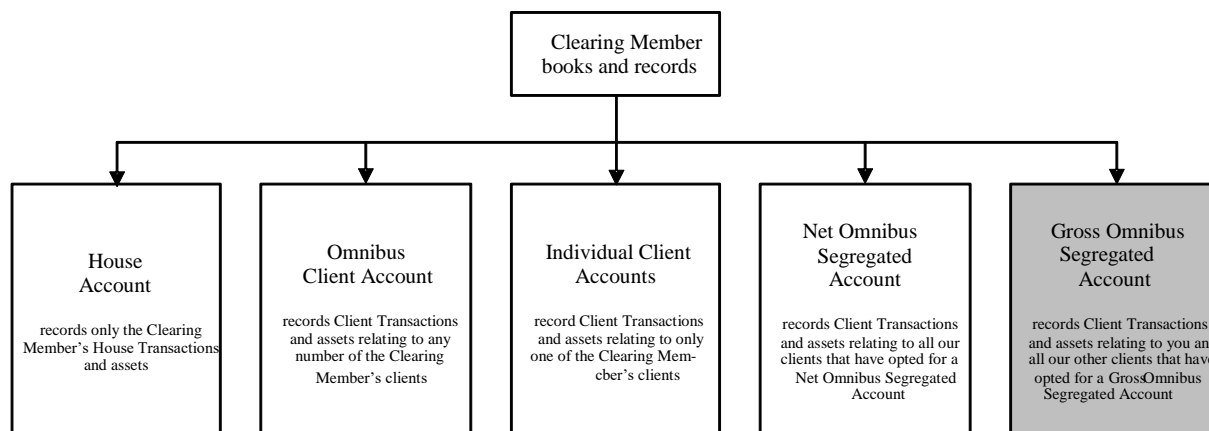 Clearing Member
books and records
House
Account
records only the Clearing
Member's House Transactions
and assets
Omnibus
Client Account
records Client Transactions
and assets relating to any
number of the Clearing
Member's clients
Individual Client
Accounts
record Client Transactions
and assets relating to only
one of the Clearing Mem-
cber's clients
Net Omnibus
Segregated
Account
records Client Transactions
and assets relating to all our
clients that have opted for a
Net Omnibus Segregated
Account
Gross Omnibus
Segregated
Account
records Client Transactions
and assets relating to you an
all our other clients that have
opted for a GrossOmnibus
Segregated Account